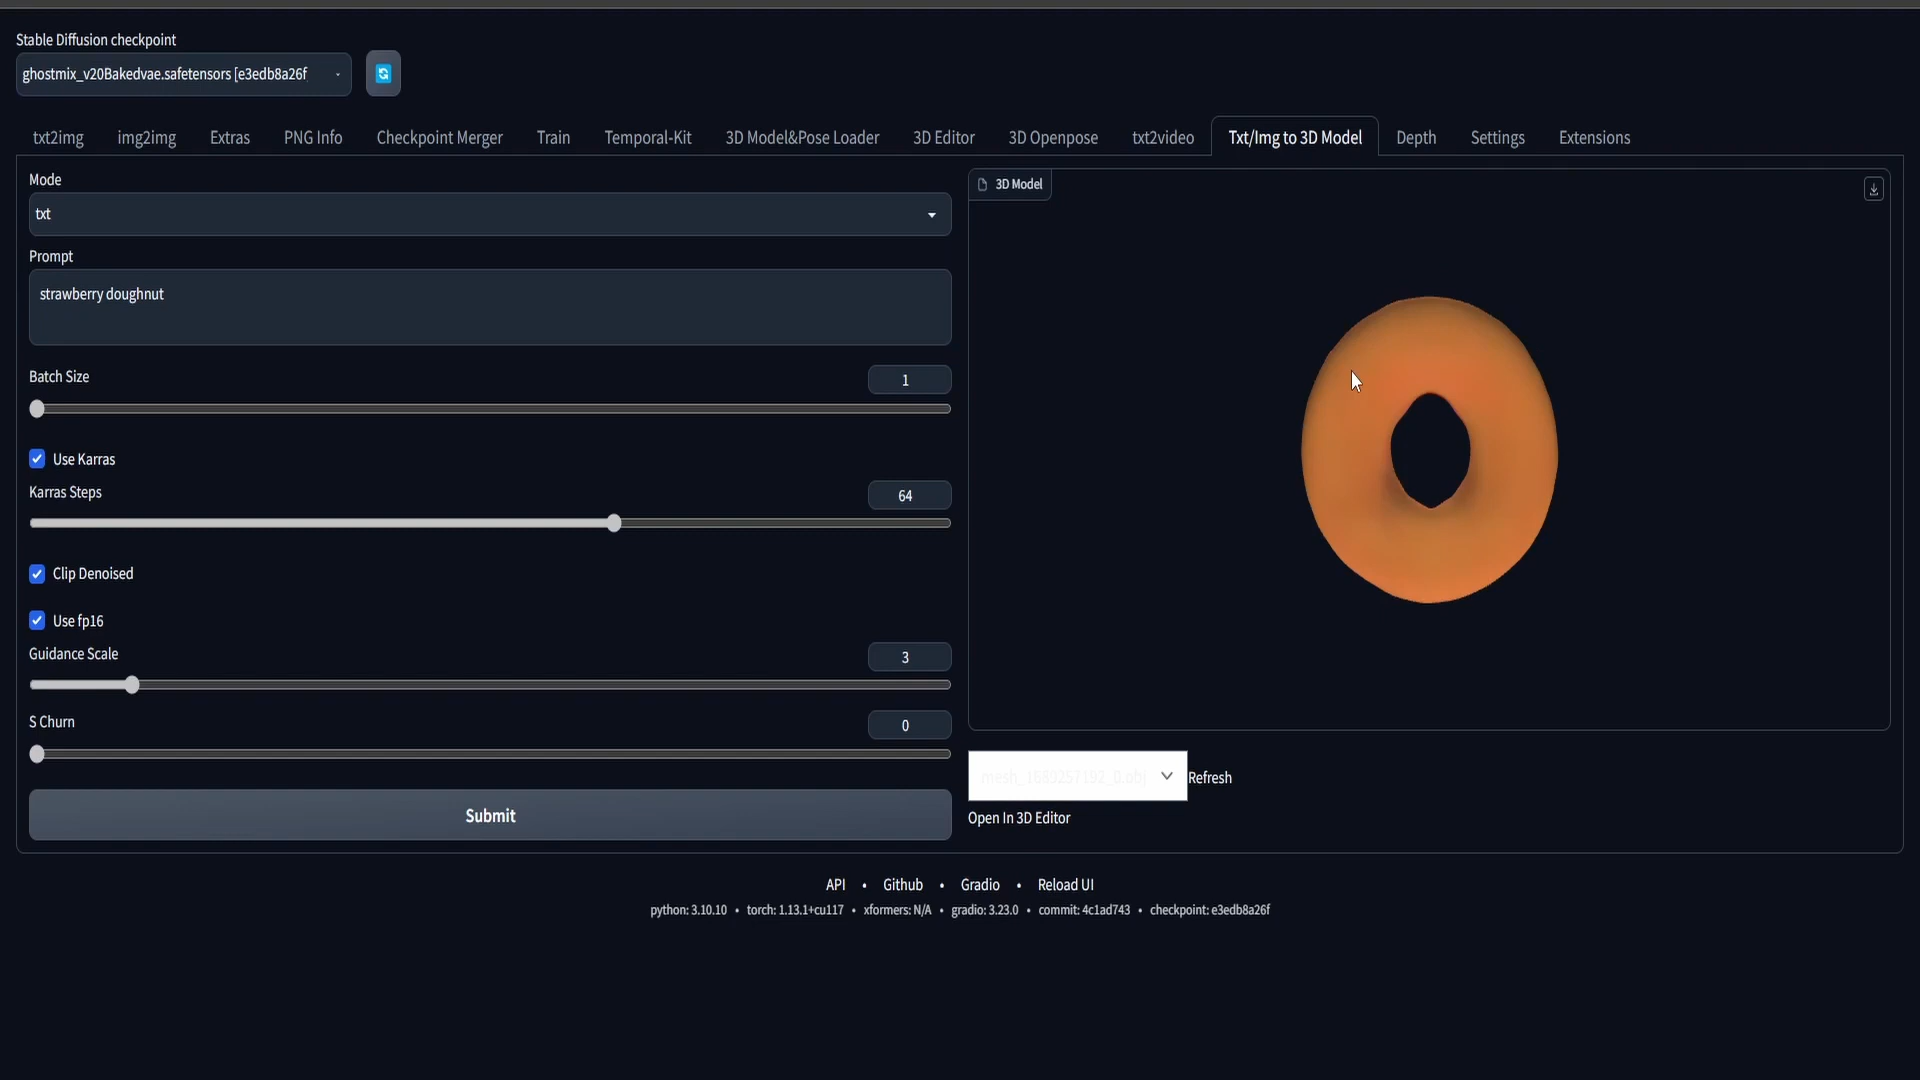 Stable Diffusion checkpoint
ghostmix_v20Bakedvae.safetensors [e3edb8a26f
txt2img img2img Extras PNG Info Checkpoint Merger Train Temporal-Kit 3D Model&Pose Loader 3D Editor 3D Openpose txt2video Txt/Img to 3D Model Depth Settings Extensions
Mode
txt
Prompt
strawberry doughnut
Batch Size
1
Use Karras
Karras Steps
64
Clip Denoised
Use fp16
Guidance Scale
3
S Churn
0
Submit
3D Model
mesh_1689257192_0.obj
Refresh
Open In 3D Editor
API • Github • Gradio • Reload UI
python: 3.10.10 • torch: 1.13.1+cu117 • xformers: N/A • gradio: 3.23.0 • commit: 4c1ad743 • checkpoint: e3edb8a26f